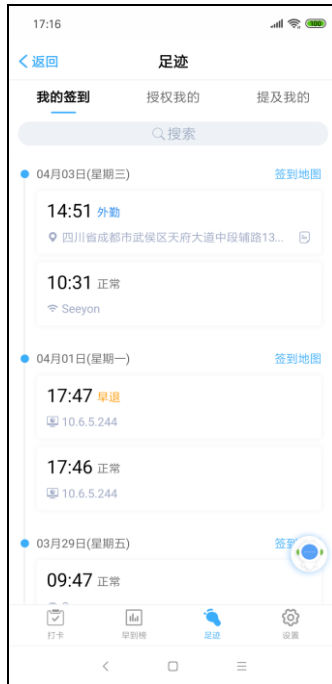 17:16
100
返回
足迹
我的签到 授权我的 提及我的
搜索
04月03日(星期三) 签到地图
14:51 外勤
四川省成都市武侯区天府大道中段辅路13...
10:31 正常
Seeyon
04月01日(星期一) 签到地图
17:47 早退
10.6.5.244
17:46 正常
10.6.5.244
03月29日(星期五) 签
09:47 正常
打卡 早到榜 足迹 设置